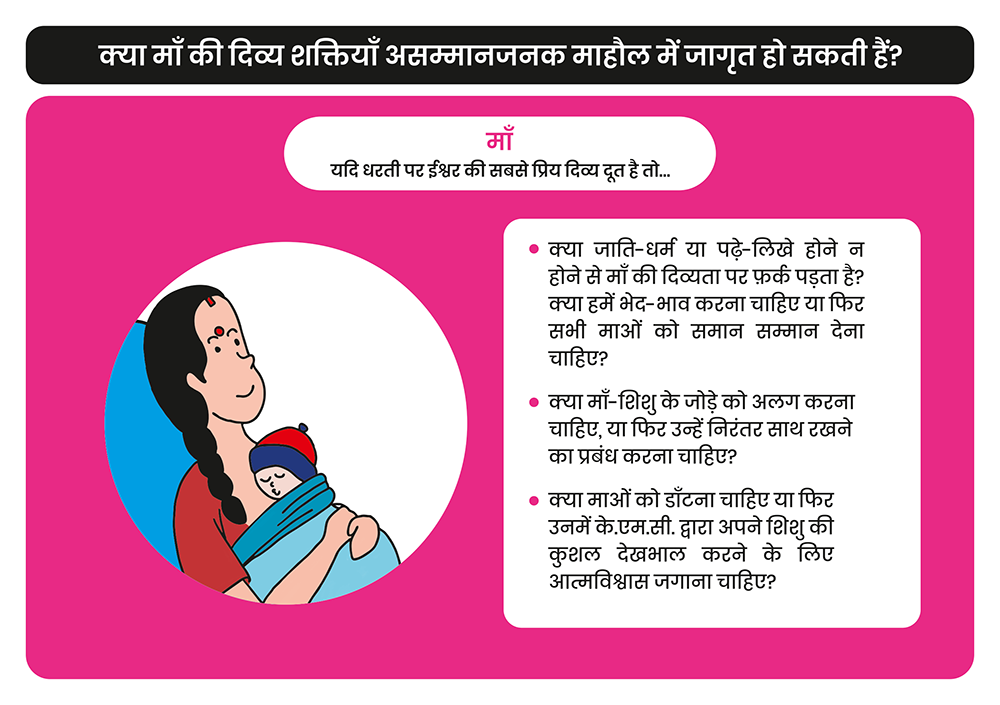 क्या माँ की दिव्य शक्तियाँ असम्मानजनक माहौल में जागृत हो सकती हैं?
माँ
यदि धरती पर ईश्वर की सबसे प्रिय दिव्य दूत है तो...
• क्या जाति-धर्म या पढ़े-लिखे होने न
होने से माँ की दिव्यता पर फ़र्क पड़ता है?
क्या हमें भेद-भाव करना चाहिए या फिर
सभी माओं को समान सम्मान देना
चाहिए?
• क्या माँ-शिशु के जोड़े को अलग करना
चाहिए, या फिर उन्हें निरंतर साथ रखने
का प्रबंध करना चाहिए?
• क्या माओं को डाँटना चाहिए या फिर
उनमें के.एम.सी. द्वारा अपने शिशु की
कुशल देखभाल करने के लिए
आत्मविश्वास जगाना चाहिए?